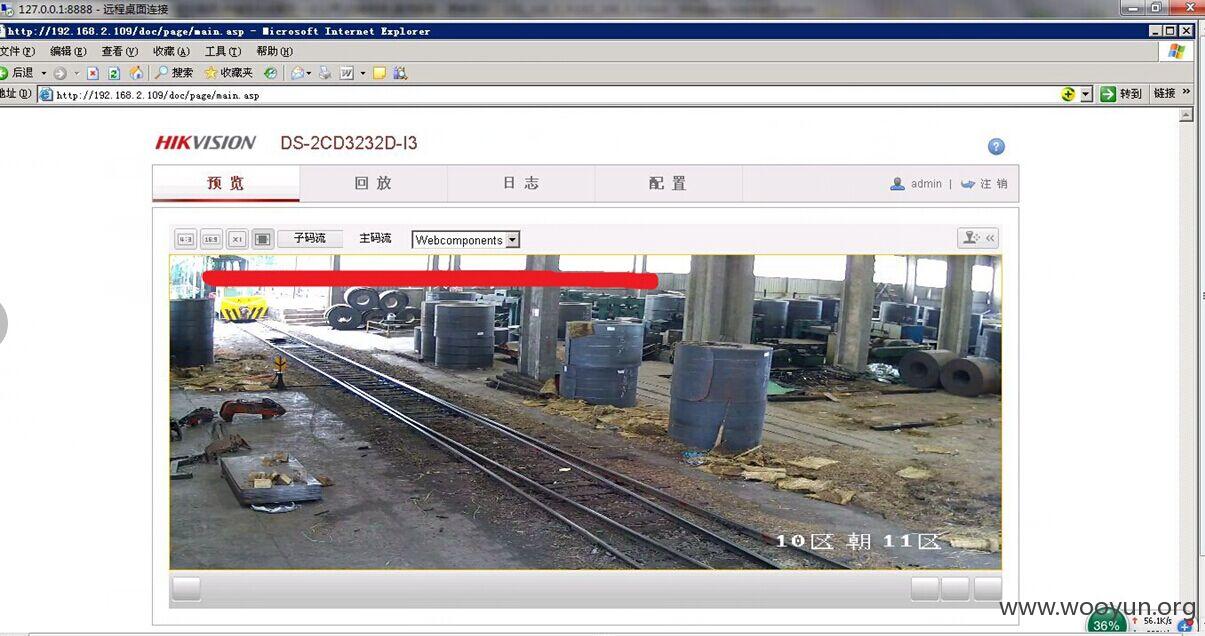 127.0.0.1:8888 - 远程桌面连接
http://192.168.2.109/doc/page/main.asp - Microsoft Internet Explorer
文件(F) 编辑(E) 查看(V) 收藏(A) 工具(T) 帮助(H)
后退 搜索 收藏夹
地址(D) http://192.168.2.109/doc/page/main.asp 转到 链接 »
HIKVISION DS-2CD3232D-I3 ?
预览 回放 日志 配置 admin | 注销
4:3 16:9 X1 子码流 主码流 Webcomponents «
10区 朝 11区
www.wooyun.org
36% 56.1K/s